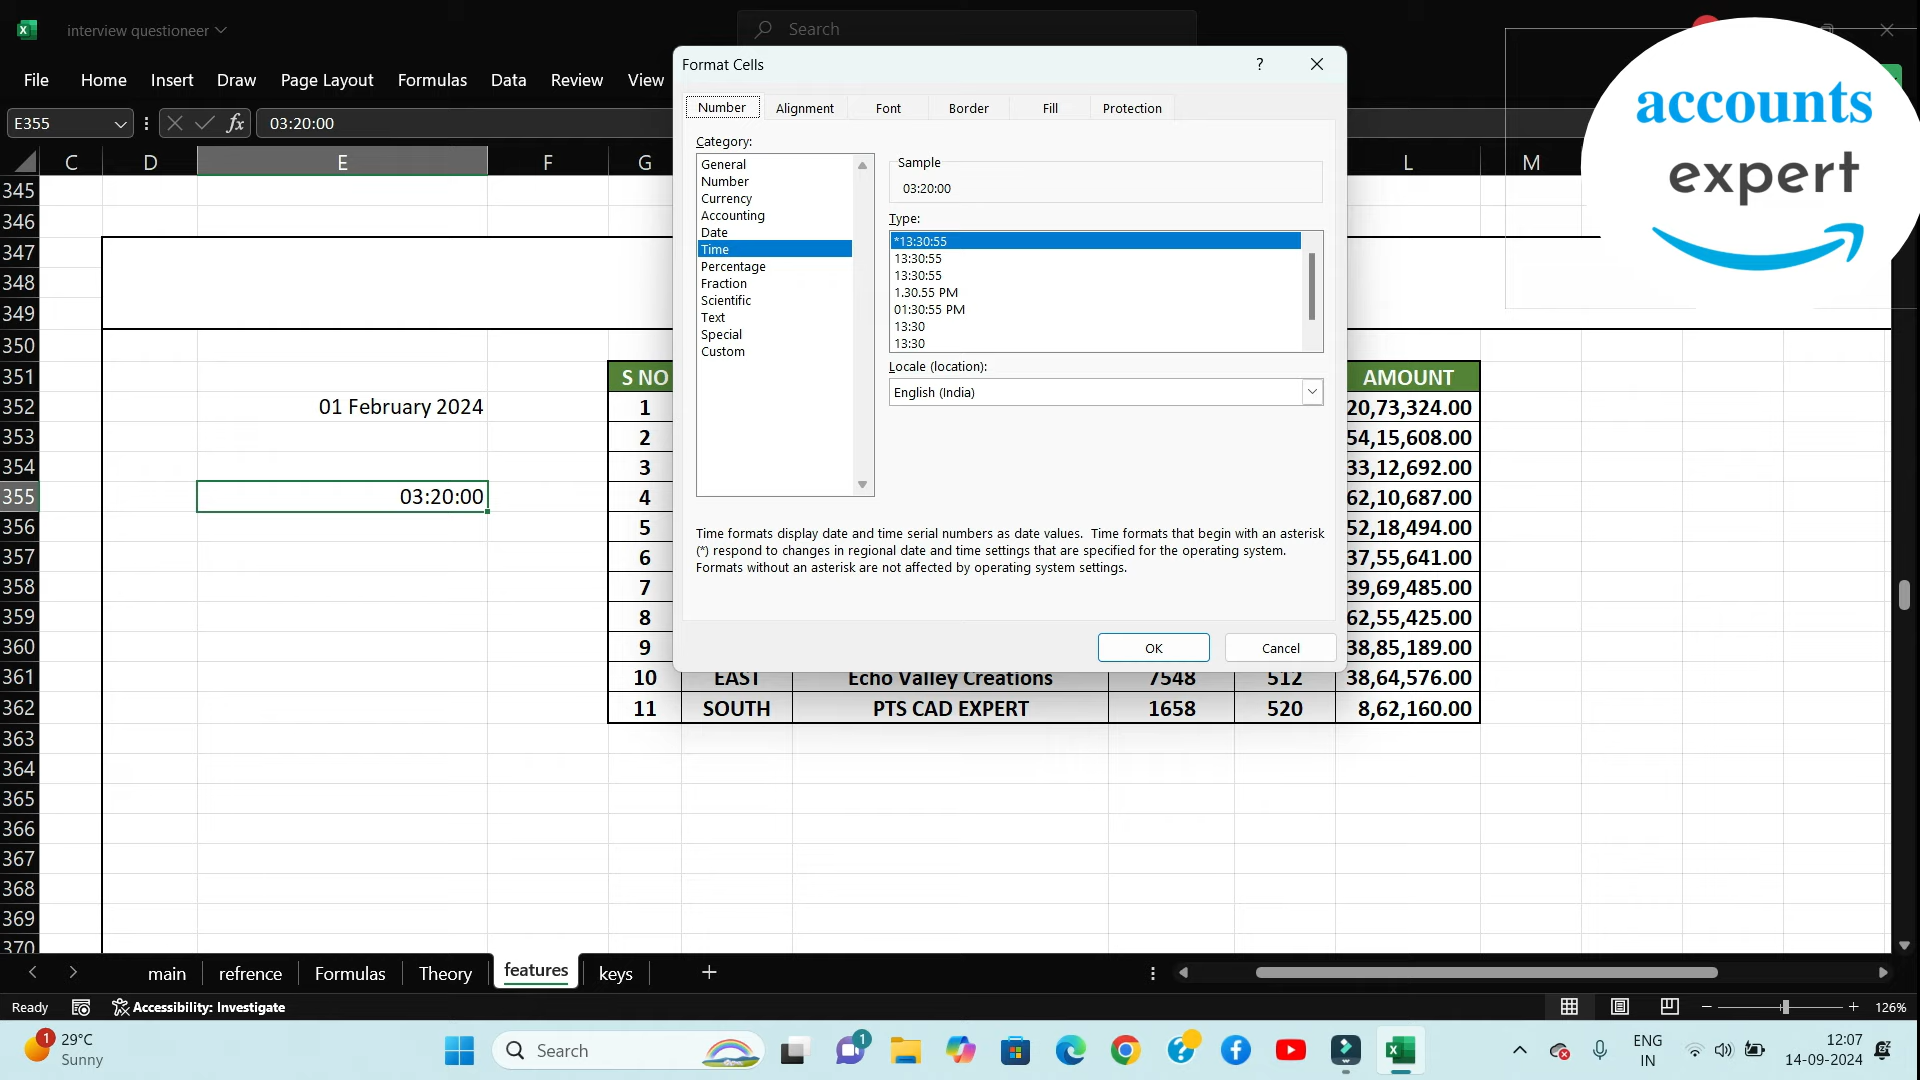 interview questioneer
Search
File Home Insert Draw Page Layout Formulas Data Review View
E355
fx
03:20:00
C D E F G L M
345
346
347
348
349
350
351
352
353
354
355
356
357
358
359
360
361
362
363
364
365
366
367
368
369
370
01 February 2024
03:20:00
S NO AMOUNT
1 20,73,324.00
2 54,15,608.00
3 33,12,692.00
4 62,10,687.00
5 52,18,494.00
6 37,55,641.00
7 39,69,485.00
8 62,55,425.00
9 38,85,189.00
10 EAST Echo Valley Creations 7548 512 38,64,576.00
11 SOUTH PTS CAD EXPERT 1658 520 8,62,160.00
Format Cells
?
Number Alignment Font Border Fill Protection
Category:
General
Number
Currency
Accounting
Date
Time
Percentage
Fraction
Scientific
Text
Special
Custom
Sample
03:20:00
Type:
*13:30:55
13:30:55
13:30:55
1.30.55 PM
01:30:55 PM
13:30
13:30
Locale (location):
English (India)
Time formats display date and time serial numbers as date values. Time formats that begin with an asterisk
(*) respond to changes in regional date and time settings that are specified for the operating system.
Formats without an asterisk are not affected by operating system settings.
OK Cancel
accounts
expert
main refrence Formulas Theory features keys
Ready
Accessibility: Investigate
126%
1
29°C
Sunny
Search
1
ENG
IN
12:07
14-09-2024